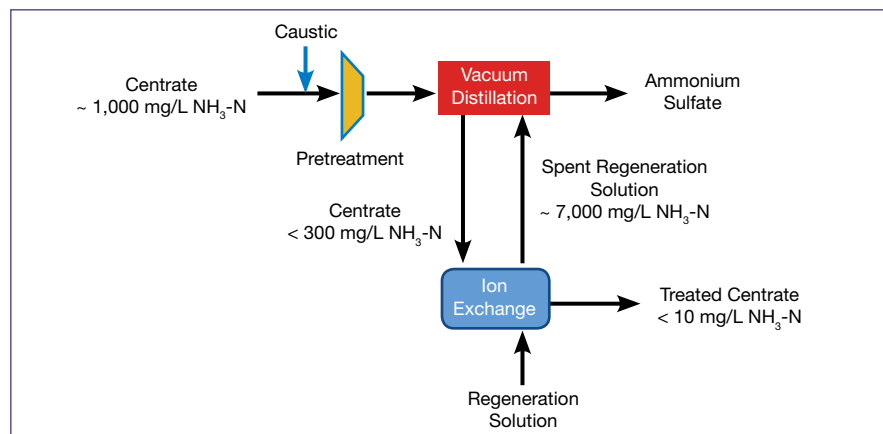 Caustic
Centrate
~ 1,000 mg/L NH₃-N
Pretreatment
Vacuum
Distillation
Ammonium
Sulfate
Spent Regeneration
Solution
~ 7,000 mg/L NH₃-N
Centrate
< 300 mg/L NH₃-N
Ion
Exchange
Treated Centrate
< 10 mg/L NH₃-N
Regeneration
Solution